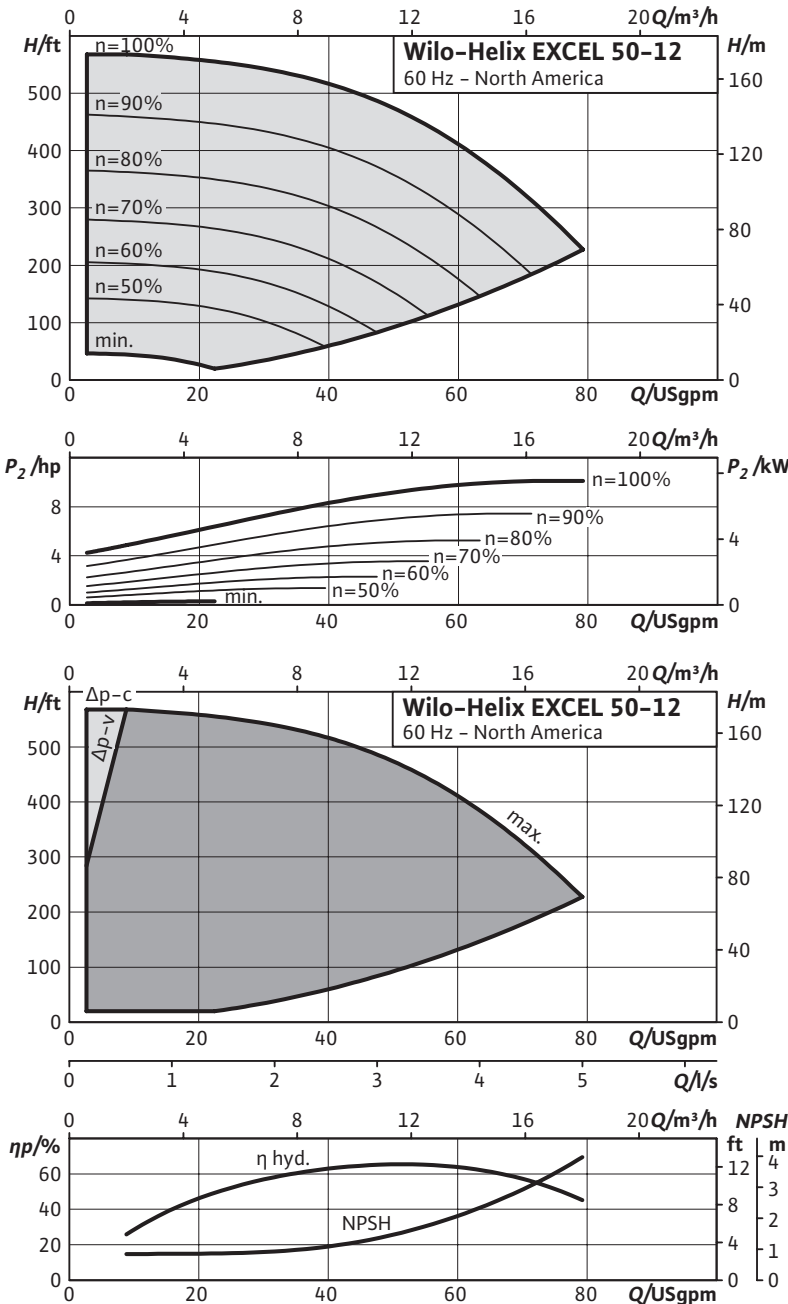 0 4 8 12 16 20 Q/m³/h
H/ft H/m
Wilo-Helix EXCEL 50-12
60 Hz - North America
n=100%
n=90%
n=80%
n=70%
n=60%
n=50%
min.
500
400
300
200
100
0
160
120
80
40
0
0 20 40 60 80 Q/USgpm
0 4 8 12 16 20 Q/m³/h
P2 /hp P2 /kW
8
4
0
4
0
n=100%
n=90%
n=80%
n=70%
n=60%
n=50%
min.
0 20 40 60 80 Q/USgpm
0 4 8 12 16 20 Q/m³/h
H/ft H/m
Δp-c
Δp-v
Wilo-Helix EXCEL 50-12
60 Hz - North America
max.
500
400
300
200
100
0
160
120
80
40
0
0 20 40 60 80 Q/USgpm
0 1 2 3 4 5 Q/l/s
0 4 8 12 16 20 Q/m³/h NPSH
ηp/% ft m
η hyd.
NPSH
60
40
20
0
12
8
4
0
4
3
2
1
0
0 20 40 60 80 Q/USgpm